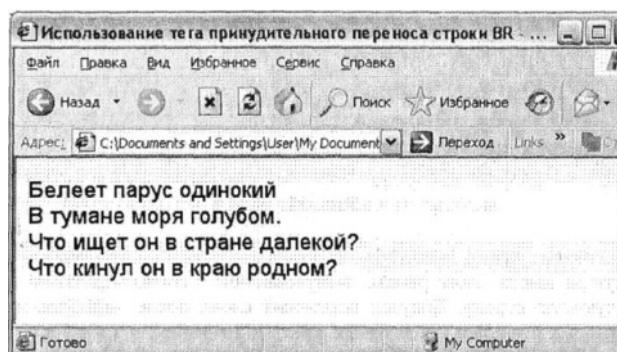 Использование тега принудительного переноса строки BR - ...
Файл Правка Вид Избранное Сервис Справка
Назад Поиск Избранное
Адрес: C:\Documents and Settings\User\My Document Переход Links »
Белеет парус одинокий
В тумане моря голубом.
Что ищет он в стране далекой?
Что кинул он в краю родном?
Готово My Computer